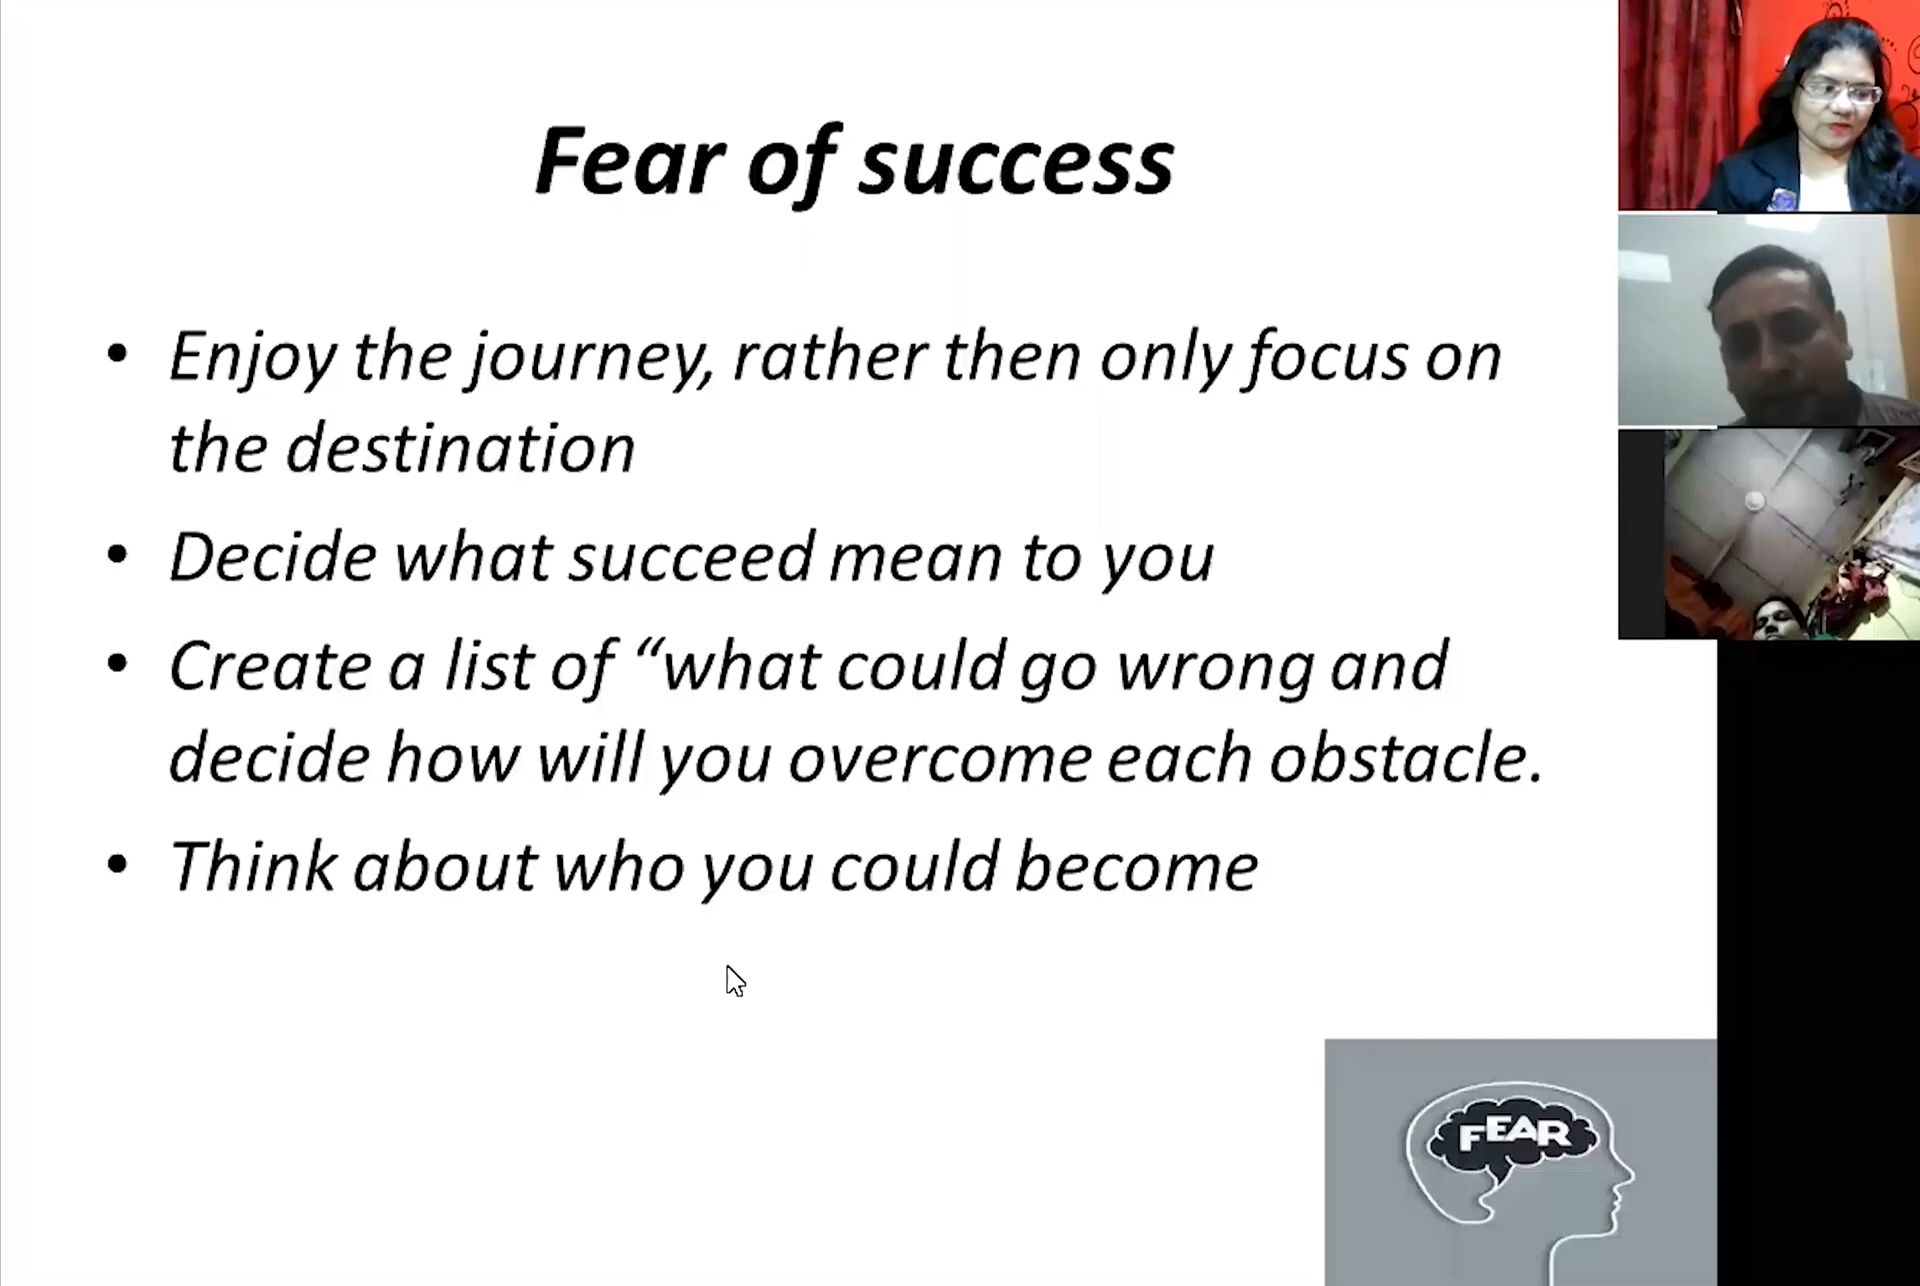 Fear of success
• Enjoy the journey, rather then only focus on
the destination
• Decide what succeed mean to you
• Create a list of “what could go wrong and
decide how will you overcome each obstacle.
• Think about who you could become
FEAR